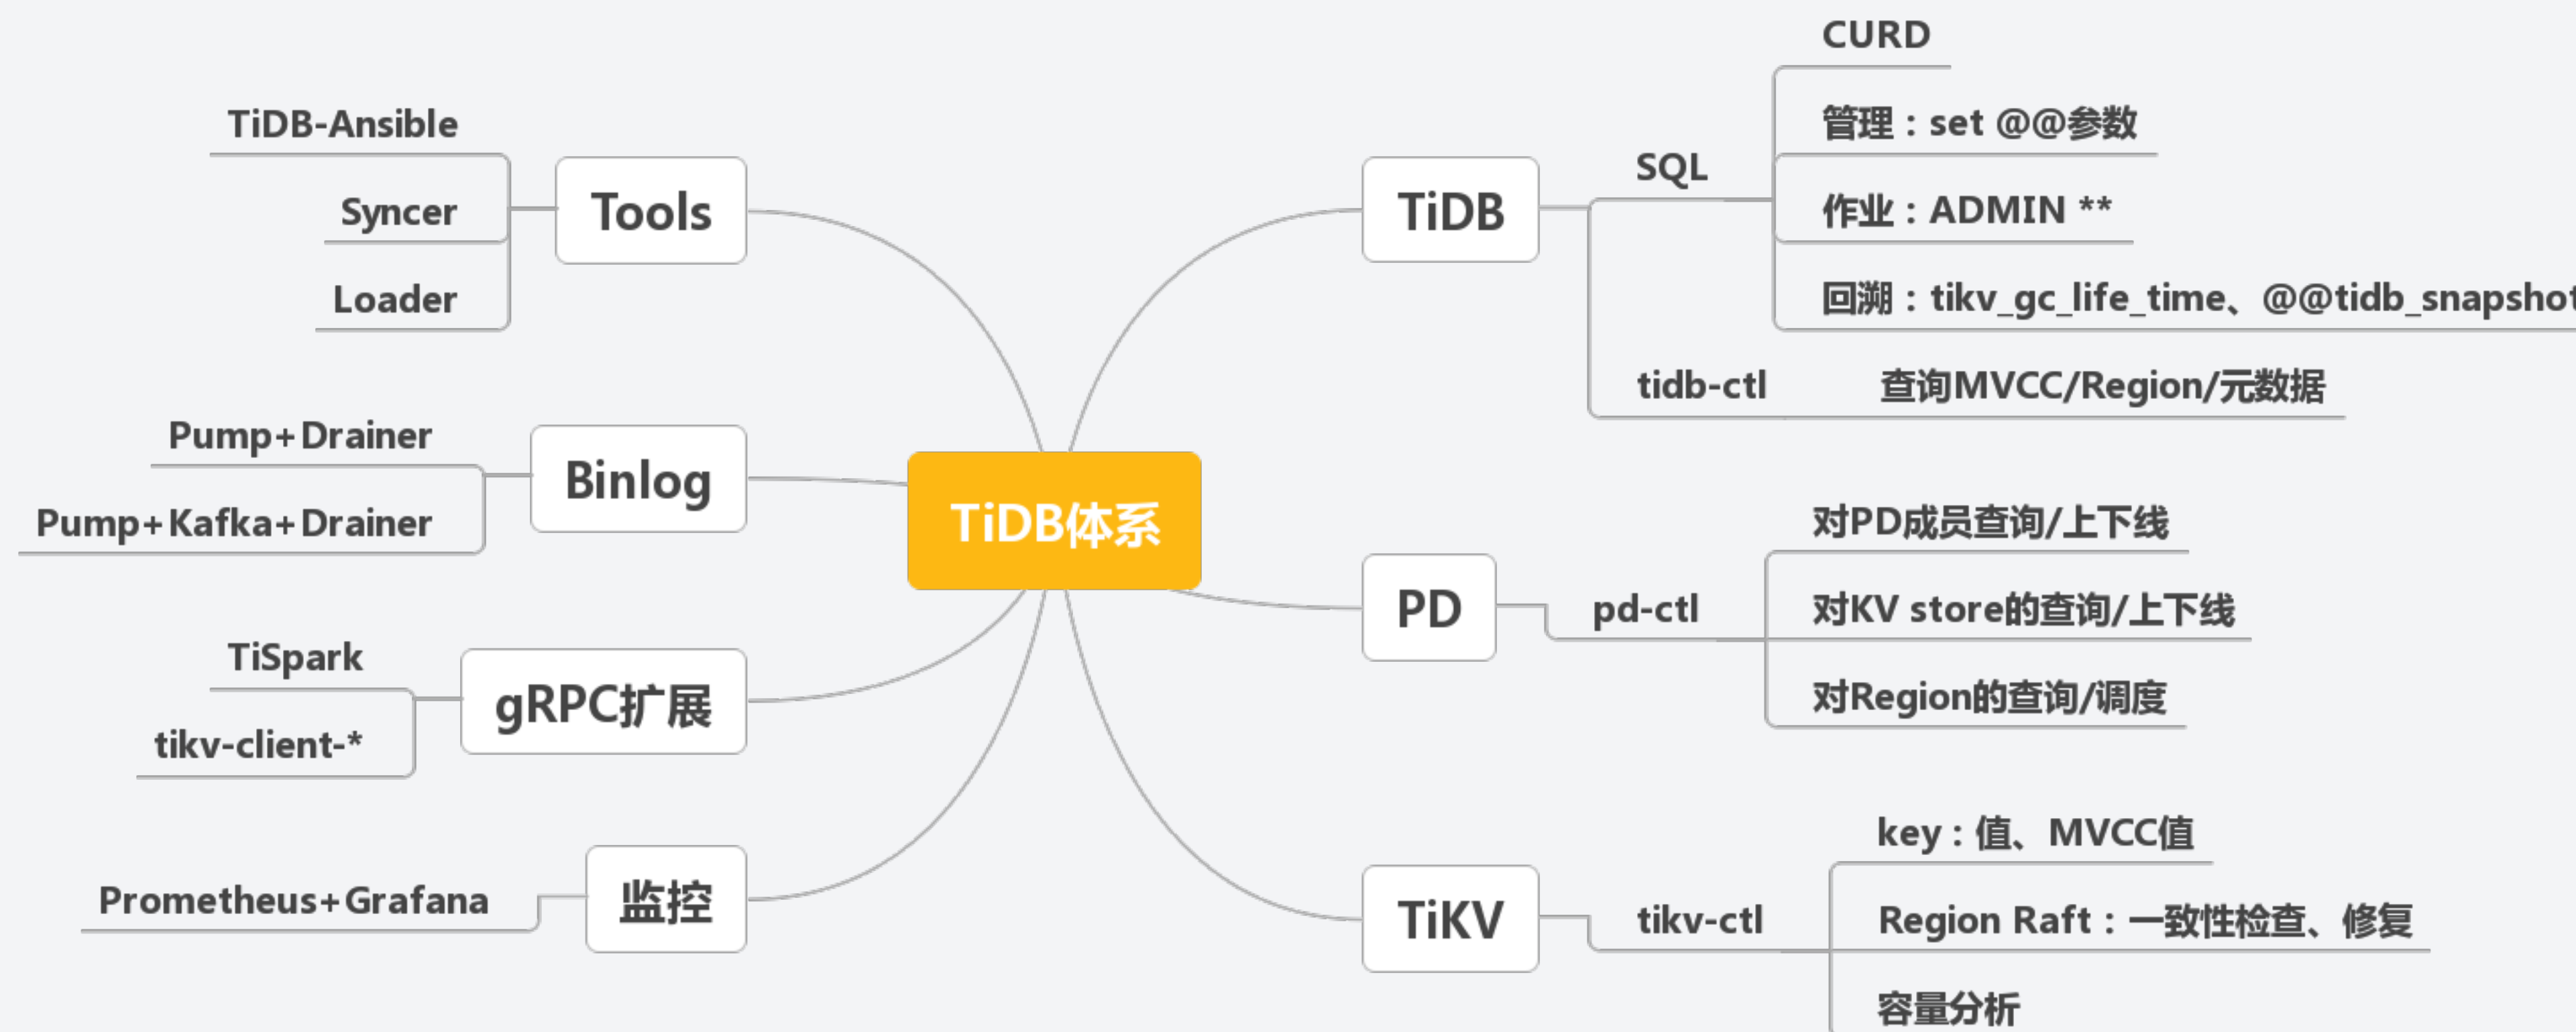 TiDB体系
Tools
TiDB-Ansible
Syncer
Loader
Binlog
Pump+Drainer
Pump+Kafka+Drainer
gRPC扩展
TiSpark
tikv-client-*
监控
Prometheus+Grafana
TiDB
SQL
CURD
管理：set @@参数
作业：ADMIN **
回溯：tikv_gc_life_time、@@tidb_snapshot
tidb-ctl
查询MVCC/Region/元数据
PD
pd-ctl
对PD成员查询/上下线
对KV store的查询/上下线
对Region的查询/调度
TiKV
tikv-ctl
key：值、MVCC值
Region Raft：一致性检查、修复
容量分析